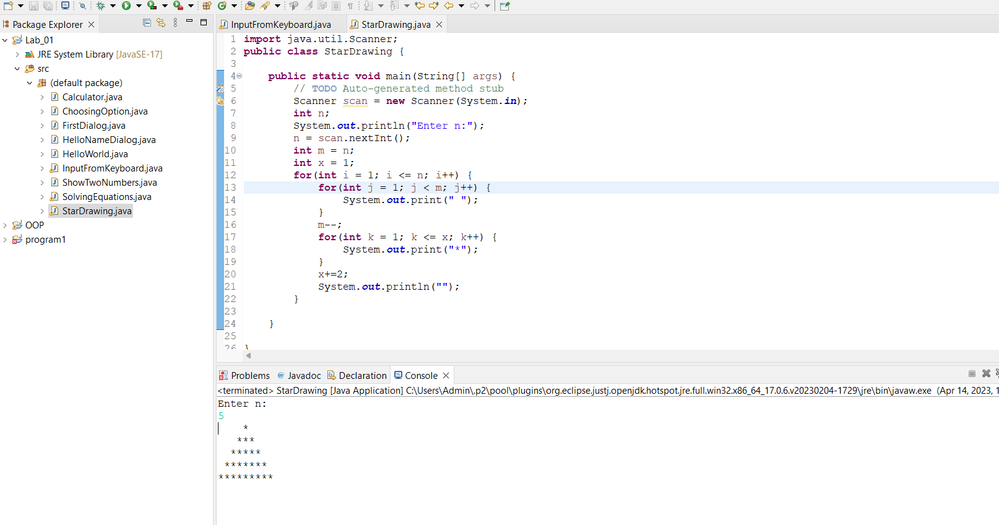 Package Explorer
Lab_01
JRE System Library [JavaSE-17]
src
(default package)
Calculator.java
ChoosingOption.java
FirstDialog.java
HelloNameDialog.java
HelloWorld.java
InputFromKeyboard.java
ShowTwoNumbers.java
SolvingEquations.java
StarDrawing.java
OOP
program1
InputFromKeyboard.java StarDrawing.java
1 import java.util.Scanner;
2 public class StarDrawing {
3
4 public static void main(String[] args) {
5 // TODO Auto-generated method stub
6 Scanner scan = new Scanner(System.in);
7 int n;
8 System.out.println("Enter n:");
9 n = scan.nextInt();
10 int m = n;
11 int x = 1;
12 for(int i = 1; i <= n; i++) {
13 for(int j = 1; j < m; j++) {
14 System.out.print(" ");
15 }
16 m--;
17 for(int k = 1; k <= x; k++) {
18 System.out.print("*");
19 }
20 x+=2;
21 System.out.println("");
22 }
23
24 }
25
26 }
Problems @ Javadoc Declaration Console
<terminated> StarDrawing [Java Application] C:\Users\Admin\.p2\pool\plugins\org.eclipse.justj.openjdk.hotspot.jre.full.win32.x86_64_17.0.6.v20230204-1729\jre\bin\javaw.exe (Apr 14, 2023, 1
Enter n:
5
    *
   ***
  *****
 *******
*********